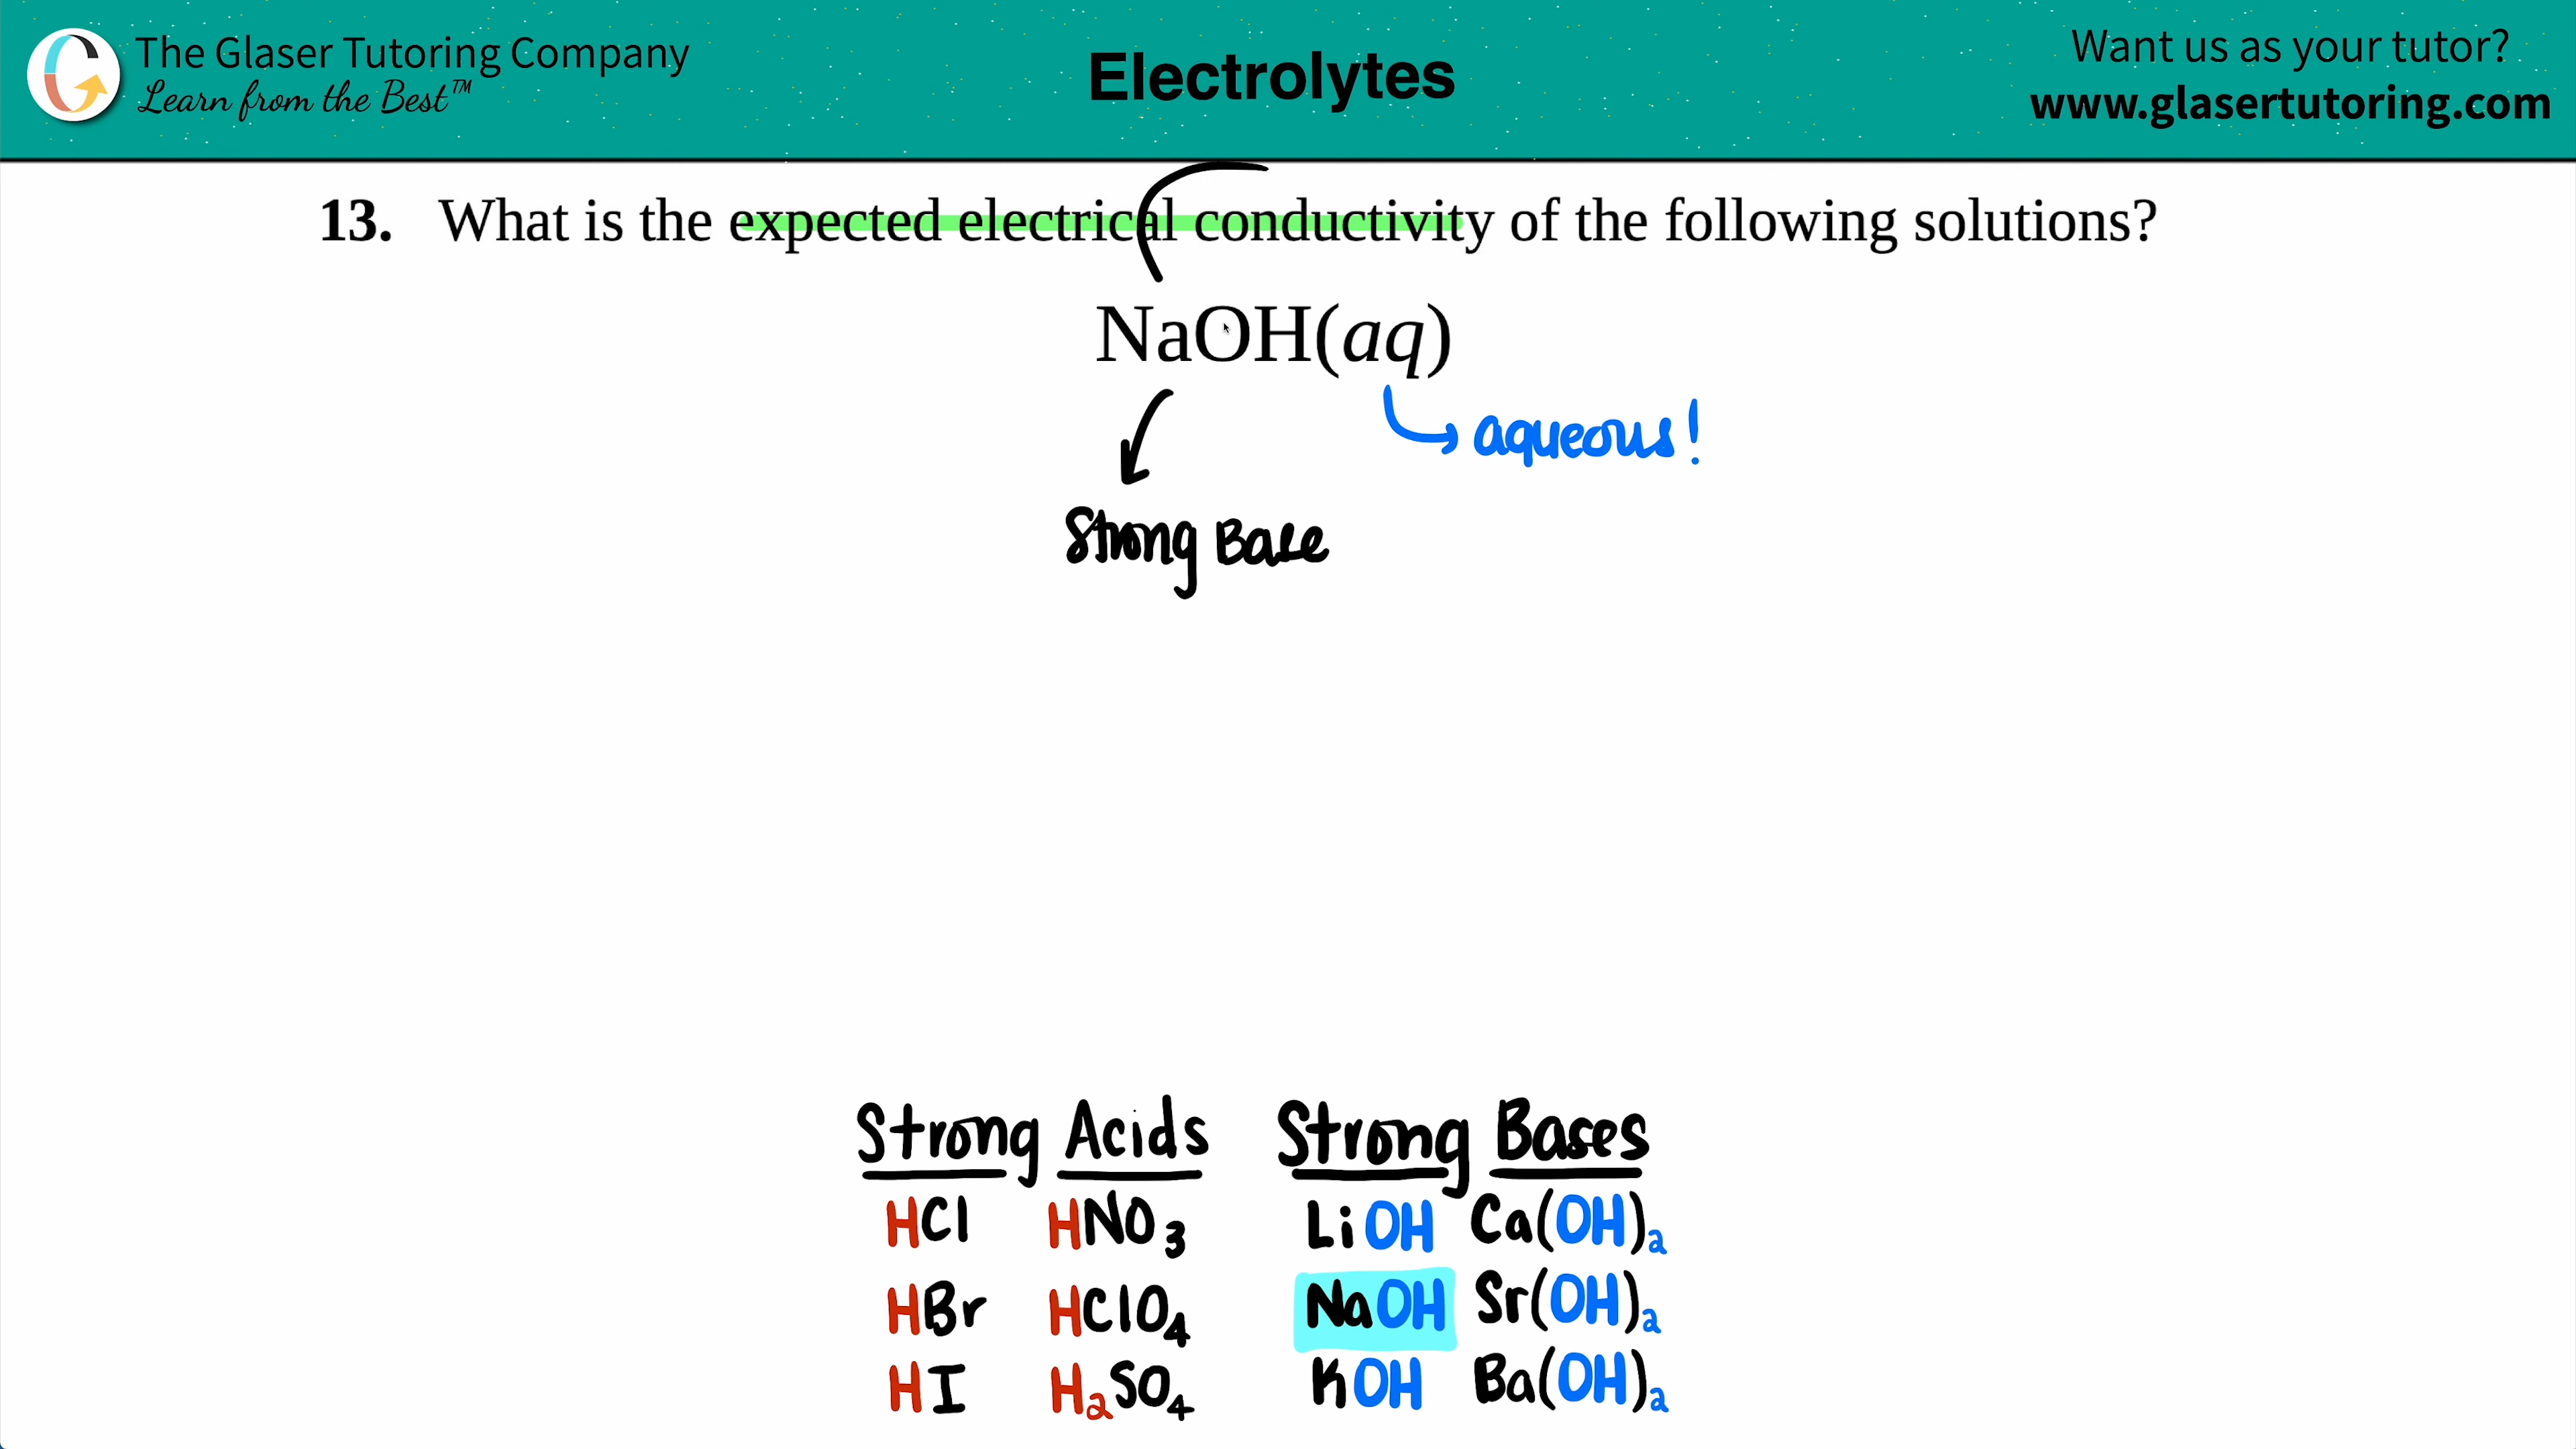 The Glaser Tutoring Company
Learn from the Best™
Electrolytes
Want us as your tutor?
www.glasertutoring.com
13. What is the expected electrical conductivity of the following solutions?
NaOH(aq)
aqueous!
Strong Base
Strong Acids Strong Bases
HCl HNO₃ LiOH Ca(OH)₂
HBr HClO₄ NaOH Sr(OH)₂
HI H₂SO₄ KOH Ba(OH)₂